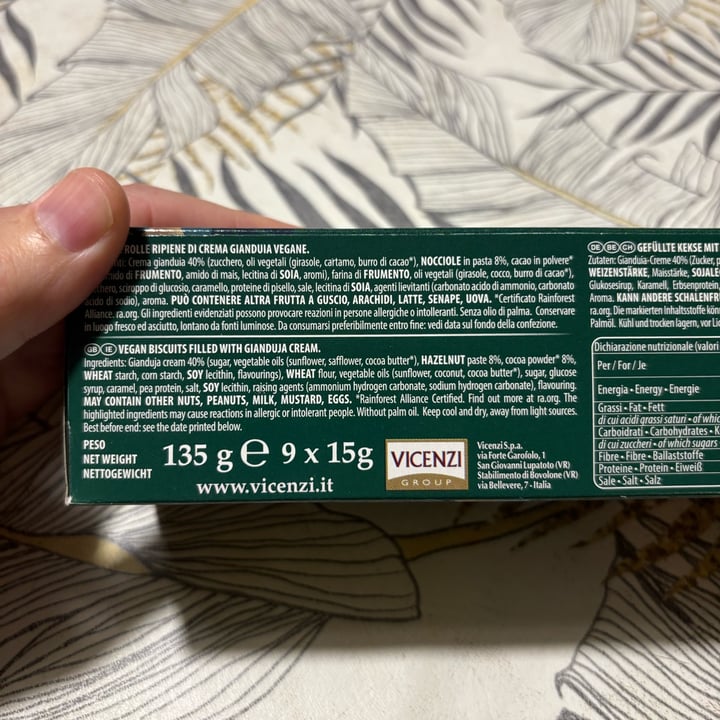 ROLLE RIPIENE DI CREMA GIANDUIA VEGANE.
Crema gianduia 40% (zucchero, oli vegetali (girasole, cartamo, burro di cacao*), NOCCIOLE in pasta 8%, cacao in polvere*
di FRUMENTO, amido di mais, lecitina di SOIA, aromi), farina di FRUMENTO, oli vegetali (girasole, cocco, burro di cacao*),
sciroppo di glucosio, caramello, proteine di pisello, sale, lecitina di SOIA, agenti lievitanti (carbonato acido di ammonio, carbonato
acido di sodio), aroma. PUÒ CONTENERE ALTRA FRUTTA A GUSCIO, ARACHIDI, LATTE, SENAPE, UOVA. *Certificato Rainforest
Alliance. ra.org. Gli ingredienti evidenziati possono provocare reazioni in persone allergiche o intolleranti. Senza olio di palma. Conservare
in luogo fresco ed asciutto, lontano da fonti luminose. Da consumarsi preferibilmente entro fine: vedi data sul fondo della confezione.
GB IE VEGAN BISCUITS FILLED WITH GIANDUJA CREAM.
Ingredients: Gianduja cream 40% (sugar, vegetable oils (sunflower, safflower, cocoa butter*), HAZELNUT paste 8%, cocoa powder* 8%,
WHEAT starch, corn starch, SOY lecithin, flavourings), WHEAT flour, vegetable oils (sunflower, coconut, cocoa butter*), sugar, glucose
syrup, caramel, pea protein, salt, SOY lecithin, raising agents (ammonium hydrogen carbonate, sodium hydrogen carbonate), flavouring.
MAY CONTAIN OTHER NUTS, PEANUTS, MILK, MUSTARD, EGGS. *Rainforest Alliance Certified. Find out more at ra.org. The
highlighted ingredients may cause reactions in allergic or intolerant people. Without palm oil. Keep cool and dry, away from light sources.
Best before end: see the date printed below.
PESO
NET WEIGHT
NETTOGEWICHT
135 g e 9 x 15g
www.vicenzi.it
VICENZI
GROUP
Vicenzi S.p.a.
via Forte Garofolo, 1
San Giovanni Lupatoto (VR)
Stabilimento di Bovolone (VR)
via Bellevere, 7 - Italia
DE BE CH GEFÜLLTE KEKSE MIT
Zutaten: Gianduia-Creme 40% (Zucker, p
WEIZENSTÄRKE, Maisstärke, SOJALE
Glukosesirup, Karamell, Erbsenprotein,
Aroma. KANN ANDERE SCHALENFR
ra.org. Die markierten Inhaltsstoffe kön
Palmöl. Kühl und trocken lagern, vor Li
Dichiarazione nutrizionale (valori
Per / For / Je
Energia • Energy • Energie
Grassi • Fat • Fett
di cui acidi grassi saturi • of whic
Carboidrati • Carbohydrates • K
di cui zuccheri • of which sugars
Fibre • Fibres • Ballaststoffe
Proteine • Protein • Eiweiß
Sale • Salt • Salz